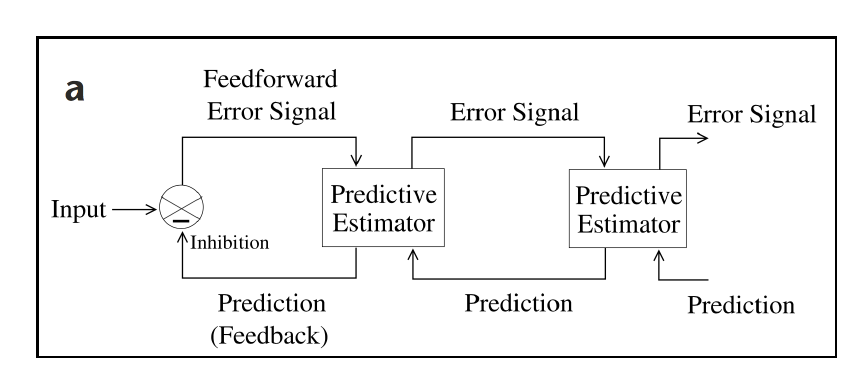 a
Feedforward
Error Signal
Error Signal
Error Signal
Input
Predictive
Estimator
Predictive
Estimator
Inhibition
Prediction
(Feedback)
Prediction
Prediction